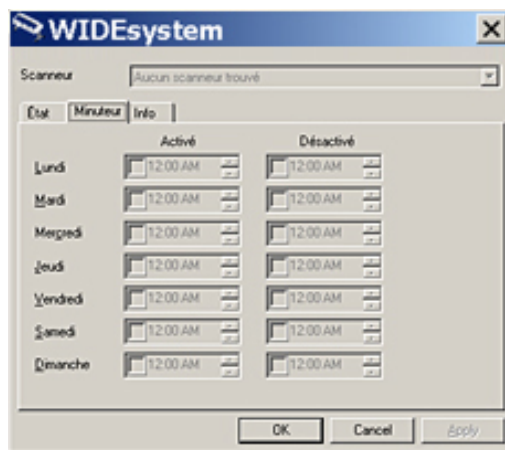 WIDEsystem
Scanneur Aucun scanneur trouvé
État Minuteur Info
Activé Désactivé
Lundi 12:00 AM 12:00 AM
Mardi 12:00 AM 12:00 AM
Mercredi 12:00 AM 12:00 AM
Jeudi 12:00 AM 12:00 AM
Vendredi 12:00 AM 12:00 AM
Samedi 12:00 AM 12:00 AM
Dimanche 12:00 AM 12:00 AM
OK Cancel Apply